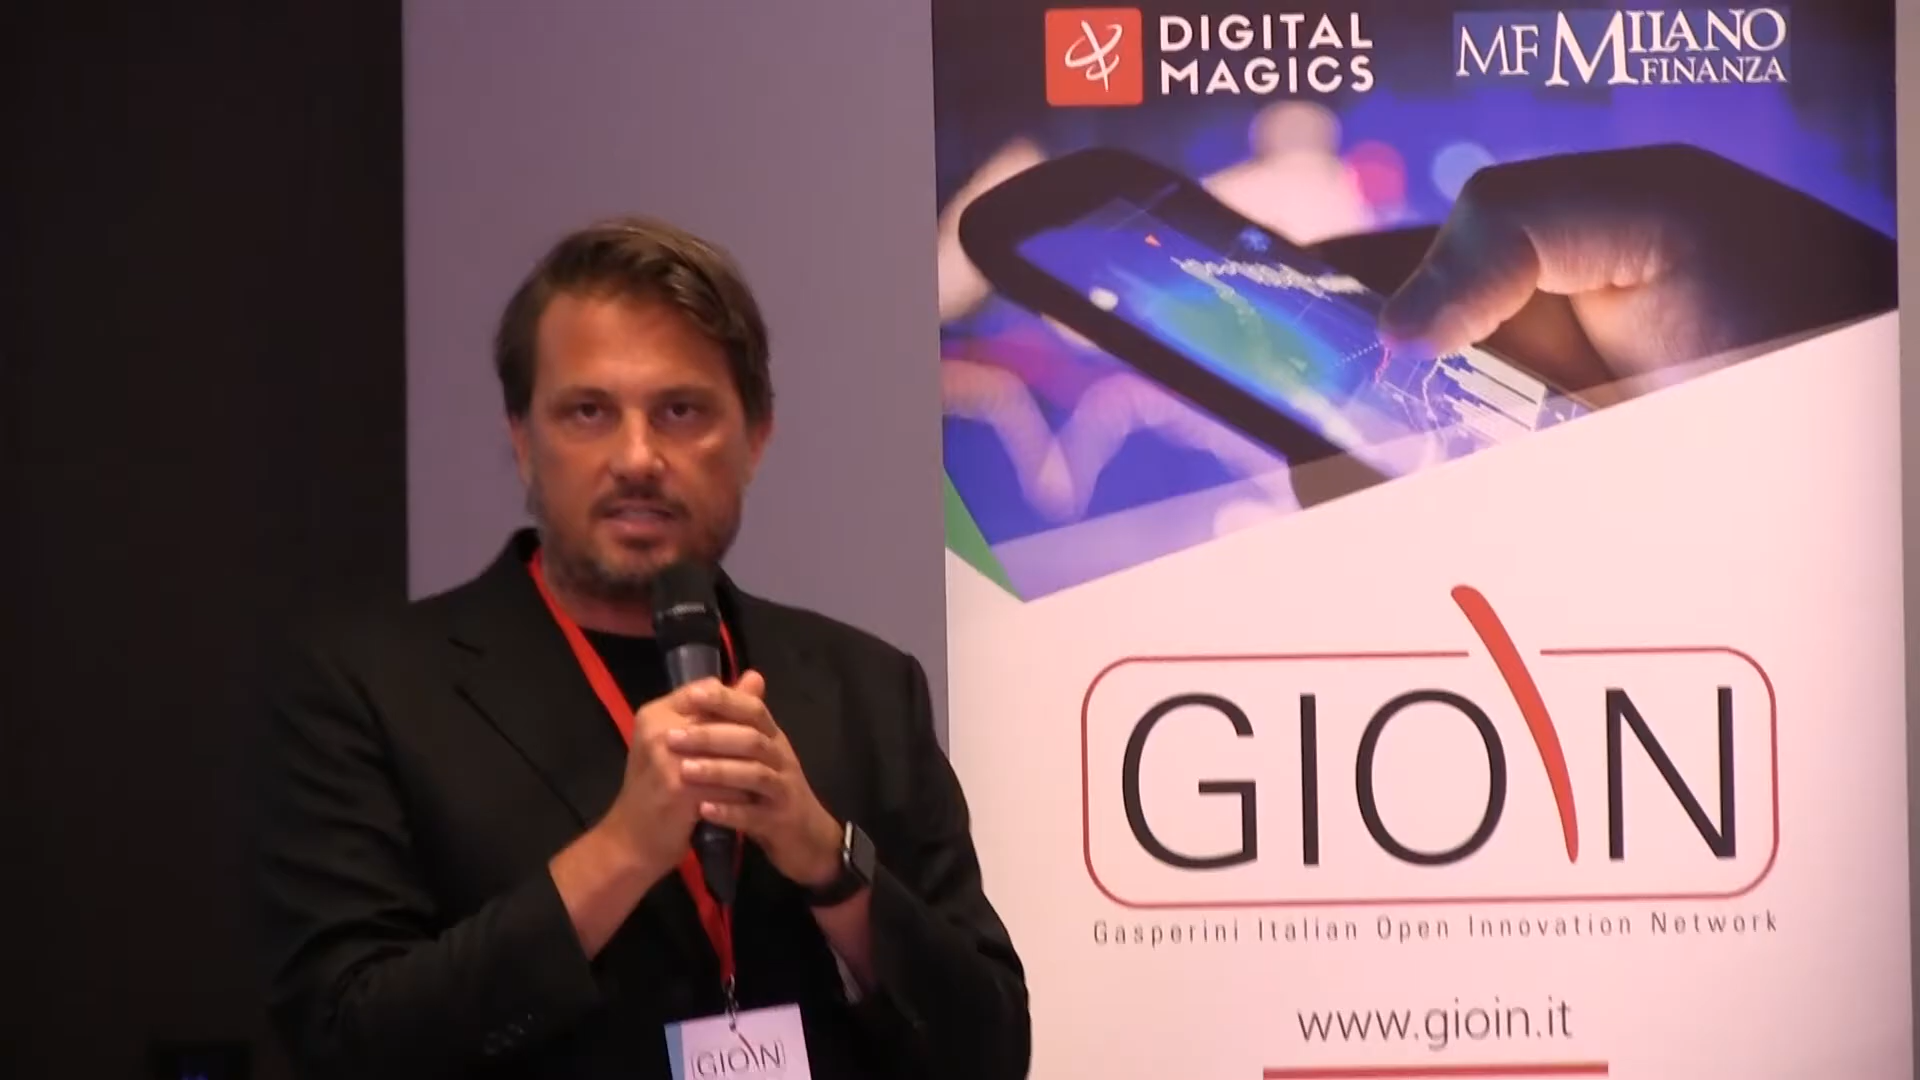 DIGITAL
MAGICS
MF MILANO
FINANZA
GIOIN
Gasperini Italian Open Innovation Network
www.gioin.it
GIOIN